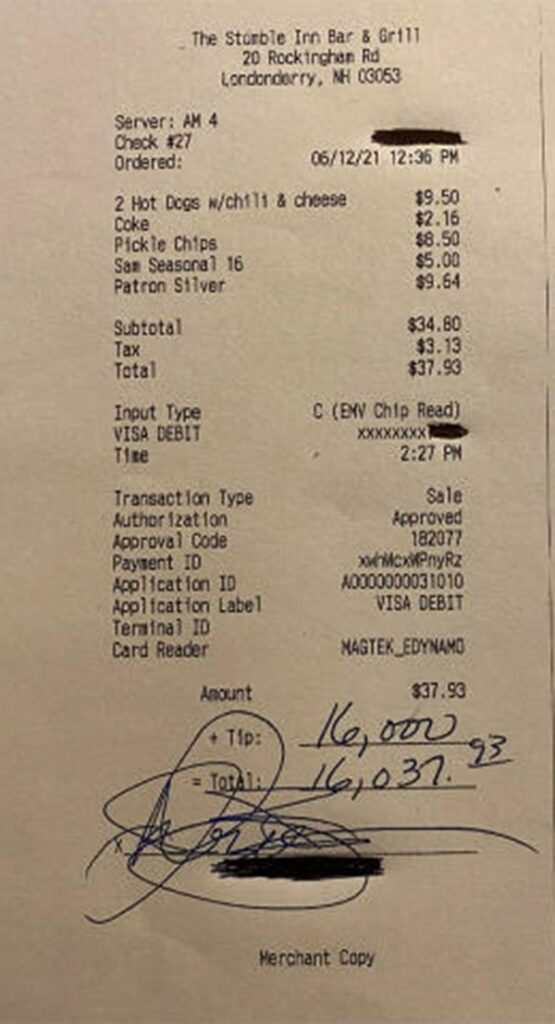 The Stumble Inn Bar & Grill
20 Rockingham Rd
Londonderry, NH 03053
Server: AM 4
Check #27
Ordered: 06/12/21 12:36 PM
2 Hot Dogs w/chili & cheese $9.50
Coke $2.16
Pickle Chips $8.50
Sam Seasonal 16 $5.00
Patron Silver $9.64
Subtotal $34.80
Tax $3.13
Total $37.93
Input Type C (EMV Chip Read)
VISA DEBIT xxxxxxxx
Time 2:27 PM
Transaction Type Sale
Authorization Approved
Approval Code 182077
Payment ID
Application ID A0000000031010
Application Label VISA DEBIT
Terminal ID
Card Reader MAGTEK_EDYNAMO
Amount $37.93
+ Tip: 16,000
= Total: 16,037.93
x
Merchant Copy